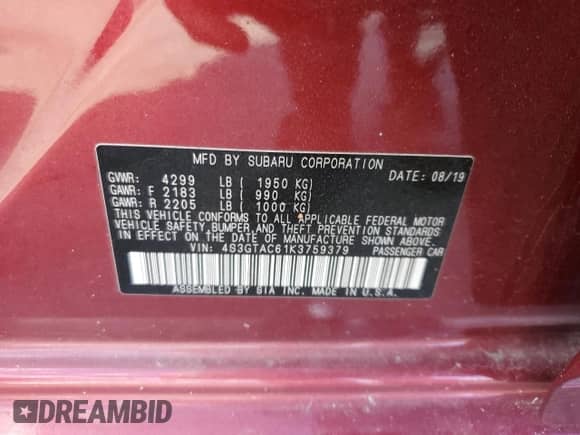 MFD BY SUBARU CORPORATION
DATE: 08/19
GVWR: 4299 LB ( 1950 KG)
GAWR: F 2183 LB ( 990 KG)
GAWR: R 2205 LB ( 1000 KG)
THIS VEHICLE CONFORMS TO ALL APPLICABLE FEDERAL MOTOR
VEHICLE SAFETY, BUMPER, AND THEFT PREVENTION STANDARDS
IN EFFECT ON THE DATE OF MANUFACTURE SHOWN ABOVE.
VIN: 4S3GTAC61K3759379 PASSENGER CAR
ASSEMBLED BY SIA INC. MADE IN U.S.A.
DREAMBID